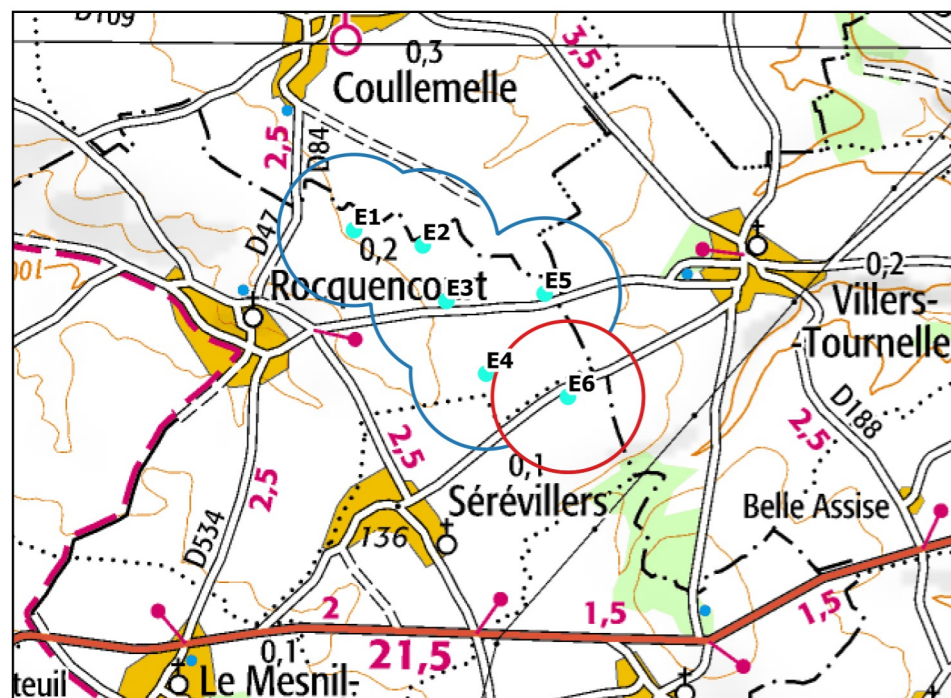 D109
3,5
0,3
Coullemelle
2,5
D84
E1
E2
D47
0,2
100
Rocquencourt
E3
E5
0,2
Villers-
-Tournelle
E4
E6
2,5
D188
2,5
0,1
2,5
Sérévillers
Belle Assise
136
D534
2
1,5
1,5
21,5
0,1
teuil
Le Mesnil-